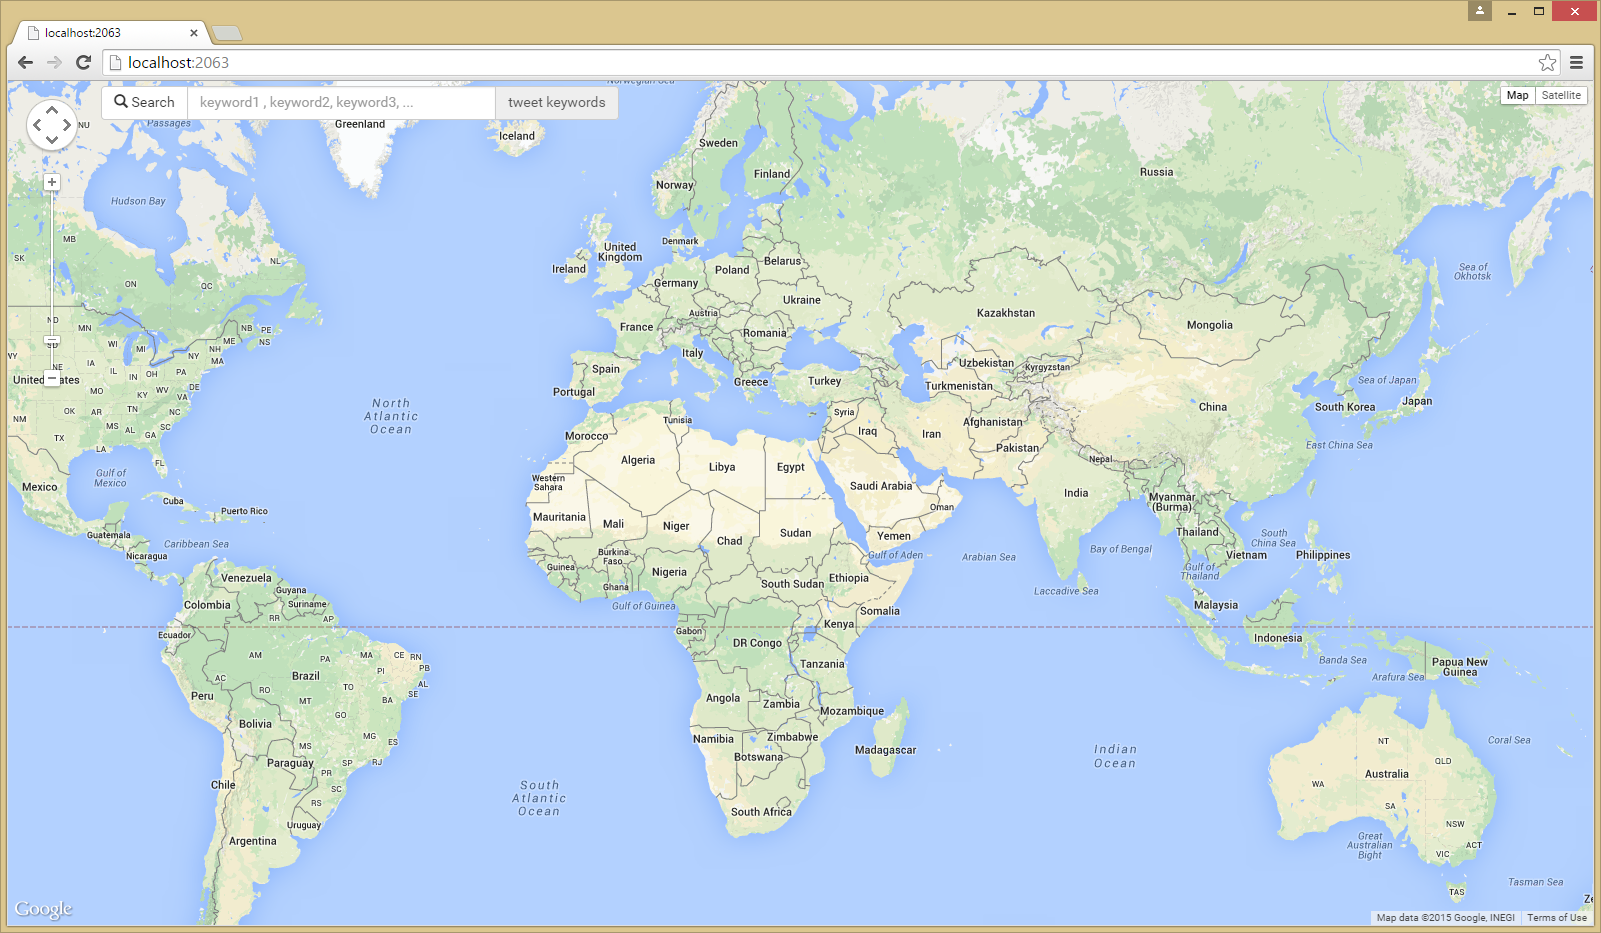 localhost:2063
localhost:2063
Search
keyword1 , keyword2, keyword3, ...
tweet keywords
Map
Satellite
Norwegian Sea
NU
Passages
Greenland
Iceland
Sweden
Finland
Norway
Russia
Hudson Bay
MB
SK
NL
ON
QC
Denmark
United
Kingdom
Ireland
Belarus
Poland
Germany
Ukraine
Austria
France
Romania
Italy
Spain
Portugal
Greece
Turkey
Kazakhstan
Mongolia
Sea of
Okhotsk
ND
MN
SD
WI
MI
NB
PE
NS
ME
NH
NY
MA
WY
IA
NE
IL
IN
OH
PA
United States
MO
KY
WV
VA
DE
OK
AR
TN
NC
NM
MS
AL
GA
SC
TX
LA
FL
North
Atlantic
Ocean
Uzbekistan
Kyrgyzstan
Turkmenistan
Sea of Japan
Japan
South Korea
China
East China Sea
Syria
Iraq
Iran
Afghanistan
Pakistan
Nepal
Tunisia
Morocco
Algeria
Libya
Egypt
Western
Sahara
Saudi Arabia
Oman
India
Myanmar
(Burma)
Gulf of
Mexico
Mexico
Cuba
Puerto Rico
Guatemala
Caribbean Sea
Nicaragua
Mauritania
Mali
Niger
Chad
Sudan
Yemen
Gulf of Aden
Arabian Sea
Bay of Bengal
Thailand
South
China Sea
Vietnam
Philippines
Gulf of
Thailand
Burkina
Faso
Guinea
Ghana
Nigeria
South Sudan
Ethiopia
Somalia
Laccadive Sea
Malaysia
Gulf of Guinea
Venezuela
Guyana
Suriname
Colombia
RR
AP
Ecuador
Gabon
DR Congo
Kenya
Tanzania
Indonesia
Banda Sea
Arafura Sea
Papua New
Guinea
AM
PA
MA
CE
RN
PB
PI
AL
SE
AC
RO
Brazil
TO
BA
Peru
MT
GO
Bolivia
MG
ES
MS
Paraguay
SP
RJ
PR
SC
Chile
RS
Uruguay
Argentina
Angola
Zambia
Mozambique
Namibia
Zimbabwe
Botswana
Madagascar
South Africa
South
Atlantic
Ocean
Indian
Ocean
Coral Sea
NT
QLD
Australia
WA
SA
NSW
ACT
VIC
Great
Australian
Bight
TAS
Tasman Sea
Google
Map data ©2015 Google, INEGI
Terms of Use